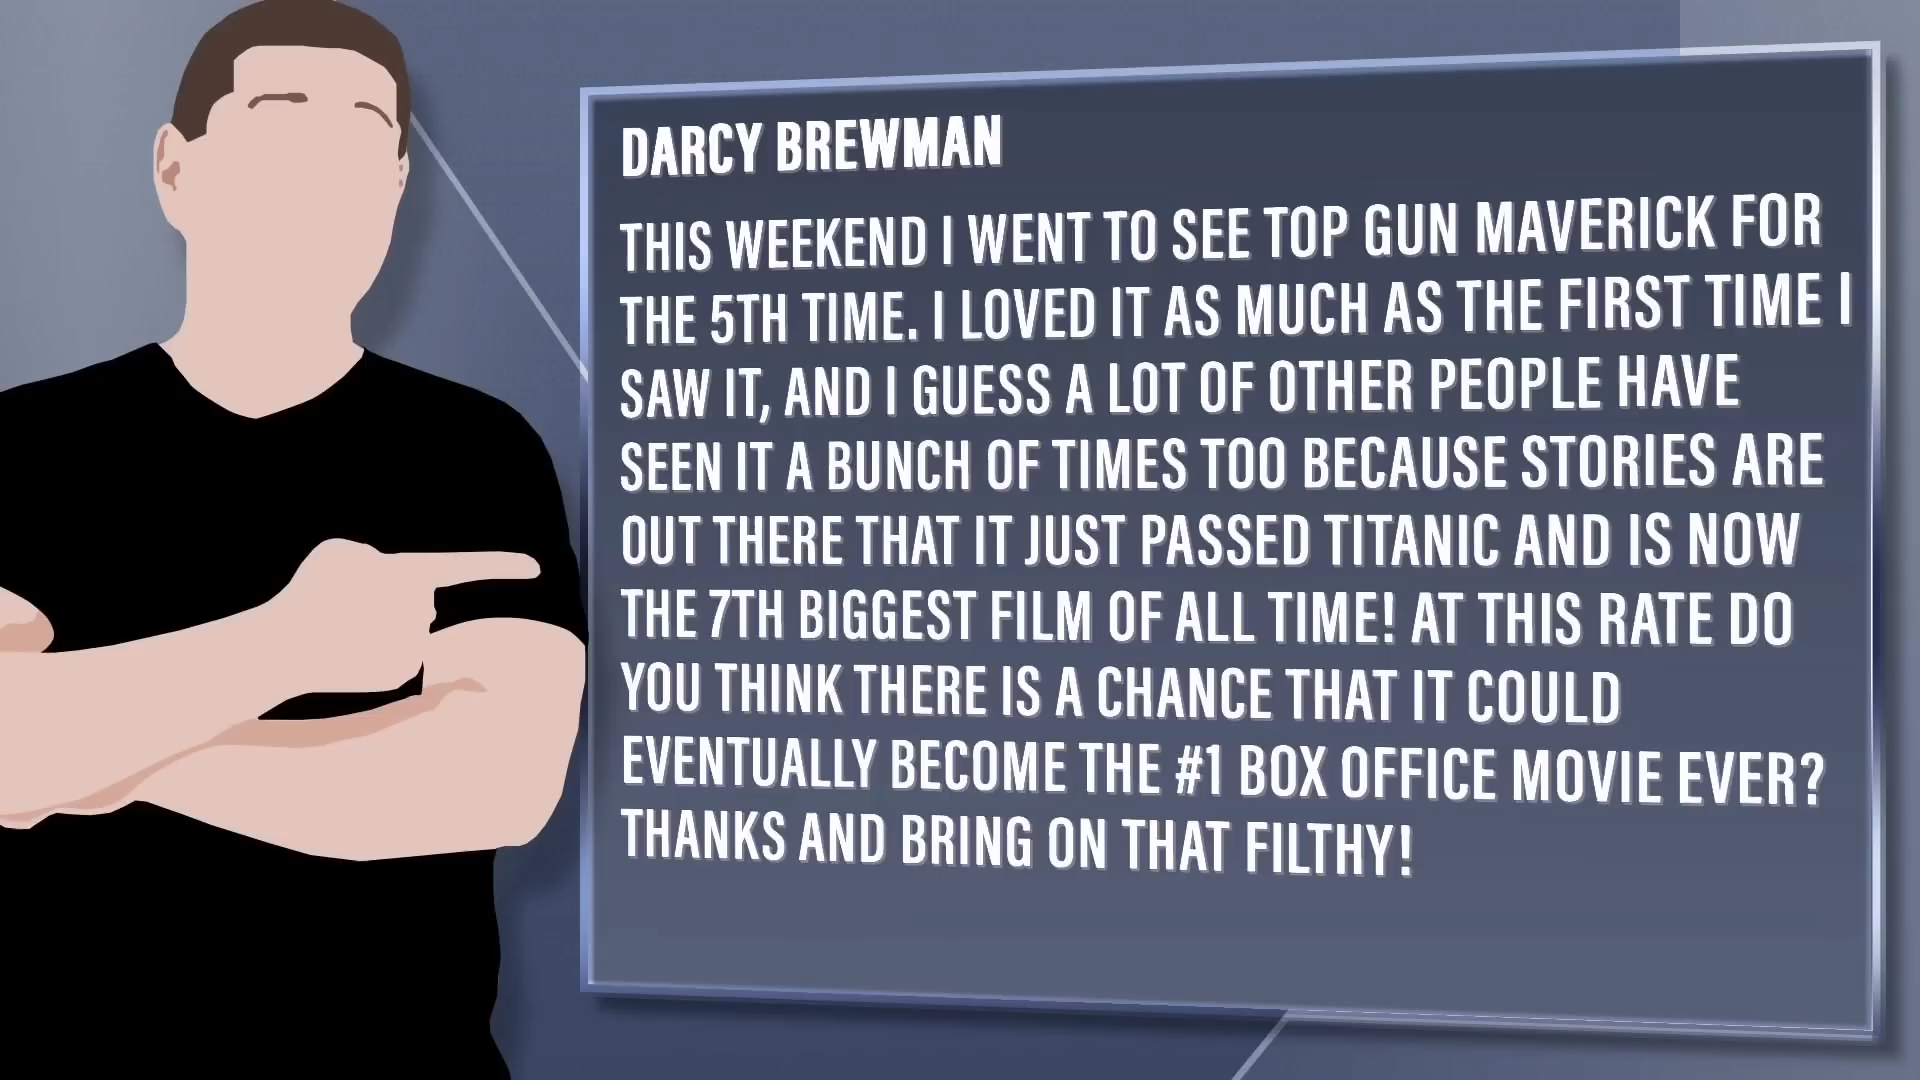 DARCY BREWMAN
THIS WEEKEND I WENT TO SEE TOP GUN MAVERICK FOR
THE 5TH TIME. I LOVED IT AS MUCH AS THE FIRST TIME I
SAW IT, AND I GUESS A LOT OF OTHER PEOPLE HAVE
SEEN IT A BUNCH OF TIMES TOO BECAUSE STORIES ARE
OUT THERE THAT IT JUST PASSED TITANIC AND IS NOW
THE 7TH BIGGEST FILM OF ALL TIME! AT THIS RATE DO
YOU THINK THERE IS A CHANCE THAT IT COULD
EVENTUALLY BECOME THE #1 BOX OFFICE MOVIE EVER?
THANKS AND BRING ON THAT FILTHY!